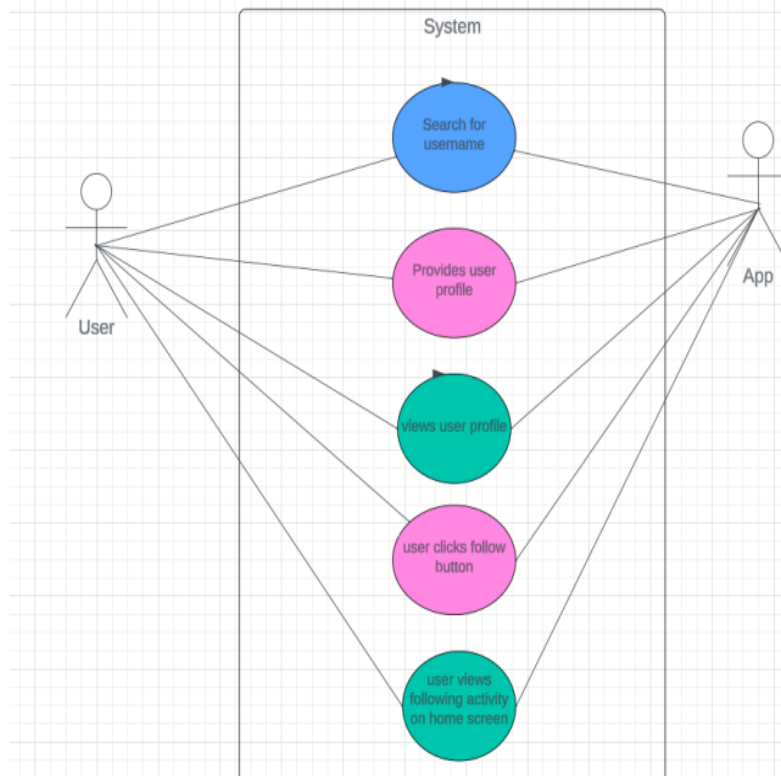 System
Search for
username
Provides user
profile
App
User
views user profile
user clicks follow
button
user views
following activity
on home screen